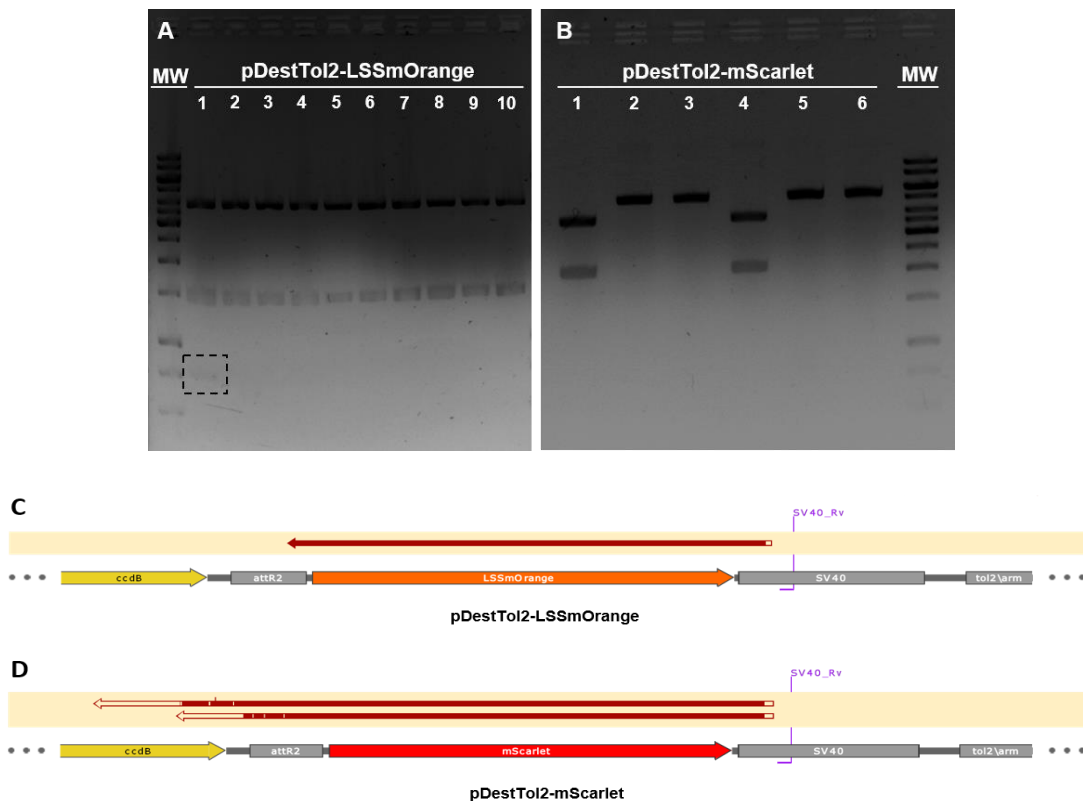 A
pDestTol2-LSSmOrange
MW
1 2 3 4 5 6 7 8 9 10
B
pDestTol2-mScarlet
MW
1 2 3 4 5 6
C
SV40_Rv
ccdB attR2 LSSmOrange SV40 tol2\arm
pDestTol2-LSSmOrange
D
SV40_Rv
ccdB attR2 mScarlet SV40 tol2\arm
pDestTol2-mScarlet